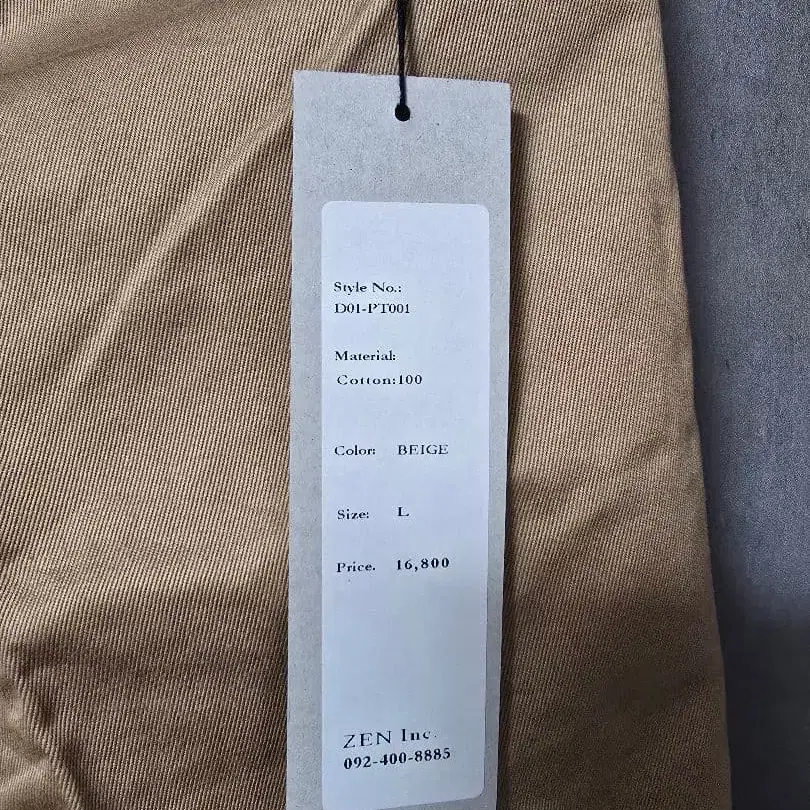 Style No.:
D01-PT001
Material:
Cotton:100
Color: BEIGE
Size: L
Price. 16,800
ZEN Inc.
092-400-8885